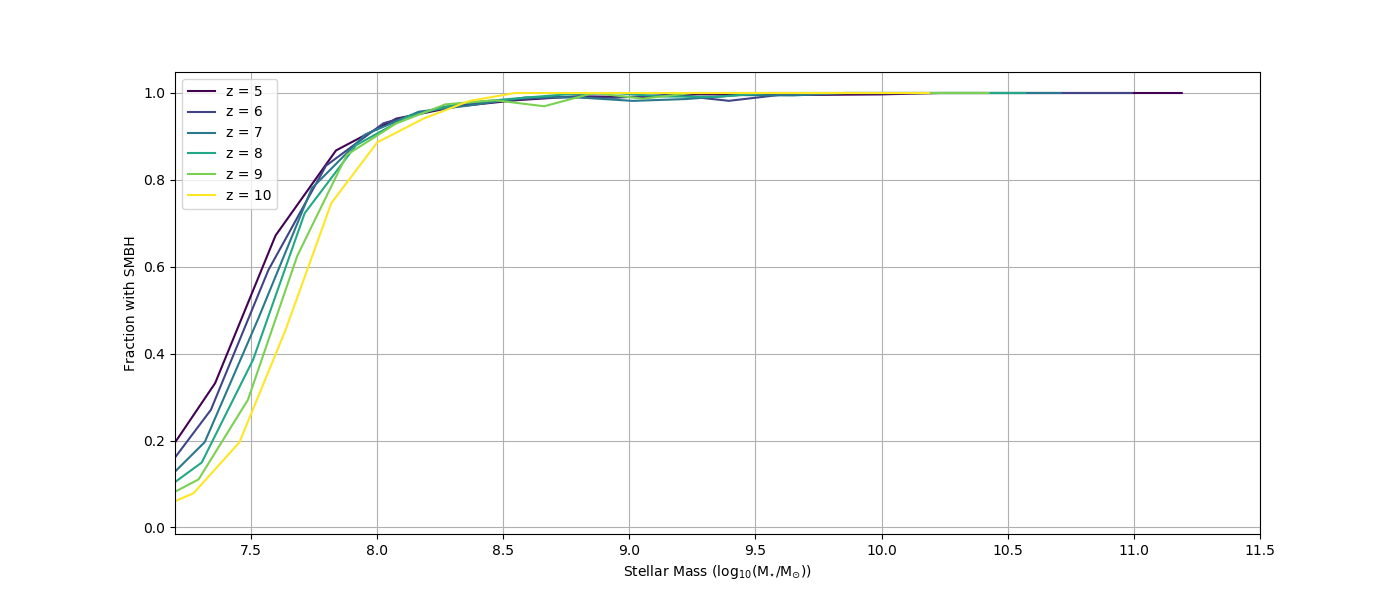 1.0
0.8
0.6
0.4
0.2
0.0
Fraction with SMBH
z = 5
z = 6
z = 7
z = 8
z = 9
z = 10
7.5 8.0 8.5 9.0 9.5 10.0 10.5 11.0 11.5
Stellar Mass (log₁₀(M⋆/M☉))